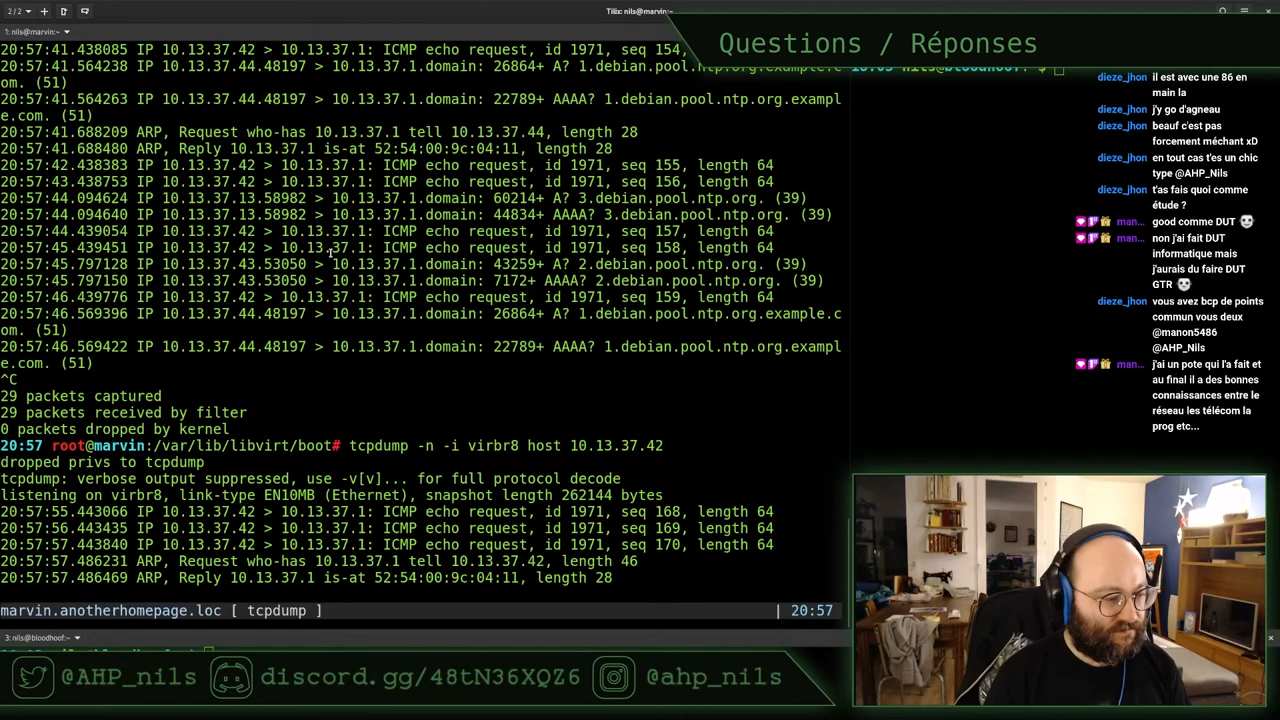 2/2
Tilix: nils@marvin:~
1: nils@marvin:~
Questions / Réponses
20:57:41.438085 IP 10.13.37.42 > 10.13.37.1: ICMP echo request, id 1971, seq 154,
20:57:41.564238 IP 10.13.37.44.48197 > 10.13.37.1.domain: 26864+ A? 1.debian.pool.ntp.org.example.c
om. (51)
20:57:41.564263 IP 10.13.37.44.48197 > 10.13.37.1.domain: 22789+ AAAA? 1.debian.pool.ntp.org.exampl
e.com. (51)
20:57:41.688209 ARP, Request who-has 10.13.37.1 tell 10.13.37.44, length 28
20:57:41.688480 ARP, Reply 10.13.37.1 is-at 52:54:00:9c:04:11, length 28
20:57:42.438383 IP 10.13.37.42 > 10.13.37.1: ICMP echo request, id 1971, seq 155, length 64
20:57:43.438753 IP 10.13.37.42 > 10.13.37.1: ICMP echo request, id 1971, seq 156, length 64
20:57:44.094624 IP 10.13.37.13.58982 > 10.13.37.1.domain: 60214+ A? 3.debian.pool.ntp.org. (39)
20:57:44.094640 IP 10.13.37.13.58982 > 10.13.37.1.domain: 44834+ AAAA? 3.debian.pool.ntp.org. (39)
20:57:44.439054 IP 10.13.37.42 > 10.13.37.1: ICMP echo request, id 1971, seq 157, length 64
20:57:45.439451 IP 10.13.37.42 > 10.13.37.1: ICMP echo request, id 1971, seq 158, length 64
20:57:45.797128 IP 10.13.37.43.53050 > 10.13.37.1.domain: 43259+ A? 2.debian.pool.ntp.org. (39)
20:57:45.797150 IP 10.13.37.43.53050 > 10.13.37.1.domain: 7172+ AAAA? 2.debian.pool.ntp.org. (39)
20:57:46.439776 IP 10.13.37.42 > 10.13.37.1: ICMP echo request, id 1971, seq 159, length 64
20:57:46.569396 IP 10.13.37.44.48197 > 10.13.37.1.domain: 26864+ A? 1.debian.pool.ntp.org.example.c
om. (51)
20:57:46.569422 IP 10.13.37.44.48197 > 10.13.37.1.domain: 22789+ AAAA? 1.debian.pool.ntp.org.exampl
e.com. (51)
^C
29 packets captured
29 packets received by filter
0 packets dropped by kernel
20:57 root@marvin:/var/lib/libvirt/boot# tcpdump -n -i virbr8 host 10.13.37.42
dropped privs to tcpdump
tcpdump: verbose output suppressed, use -v[v]... for full protocol decode
listening on virbr8, link-type EN10MB (Ethernet), snapshot length 262144 bytes
20:57:55.443066 IP 10.13.37.42 > 10.13.37.1: ICMP echo request, id 1971, seq 168, length 64
20:57:56.443435 IP 10.13.37.42 > 10.13.37.1: ICMP echo request, id 1971, seq 169, length 64
20:57:57.443840 IP 10.13.37.42 > 10.13.37.1: ICMP echo request, id 1971, seq 170, length 64
20:57:57.486231 ARP, Request who-has 10.13.37.1 tell 10.13.37.42, length 46
20:57:57.486469 ARP, Reply 10.13.37.1 is-at 52:54:00:9c:04:11, length 28
marvin.anotherhomepage.loc [ tcpdump ] | 20:57
3: nils@bloodhoof:~
dieze_jhon il est avec une 86 en
main la
dieze_jhon j'y go d'agneau
dieze_jhon beauf c'est pas
forcement méchant xD
dieze_jhon en tout cas t'es un chic
type @AHP_Nils
dieze_jhon t'as fais quoi comme
étude ?
man... good comme DUT
man... non j'ai fait DUT
informatique mais
j'aurais du faire DUT
GTR
dieze_jhon vous avez bcp de points
commun vous deux
@manon5486
@AHP_Nils
man... j'ai un pote qui l'a fait et
au final il a des bonnes
connaissances entre le
réseau les télécom la
prog etc...
@AHP_nils
discord.gg/48tN36XQZ6
@ahp_nils